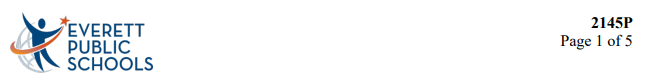 EVERETT
PUBLIC
SCHOOLS
2145P
Page 1 of 5